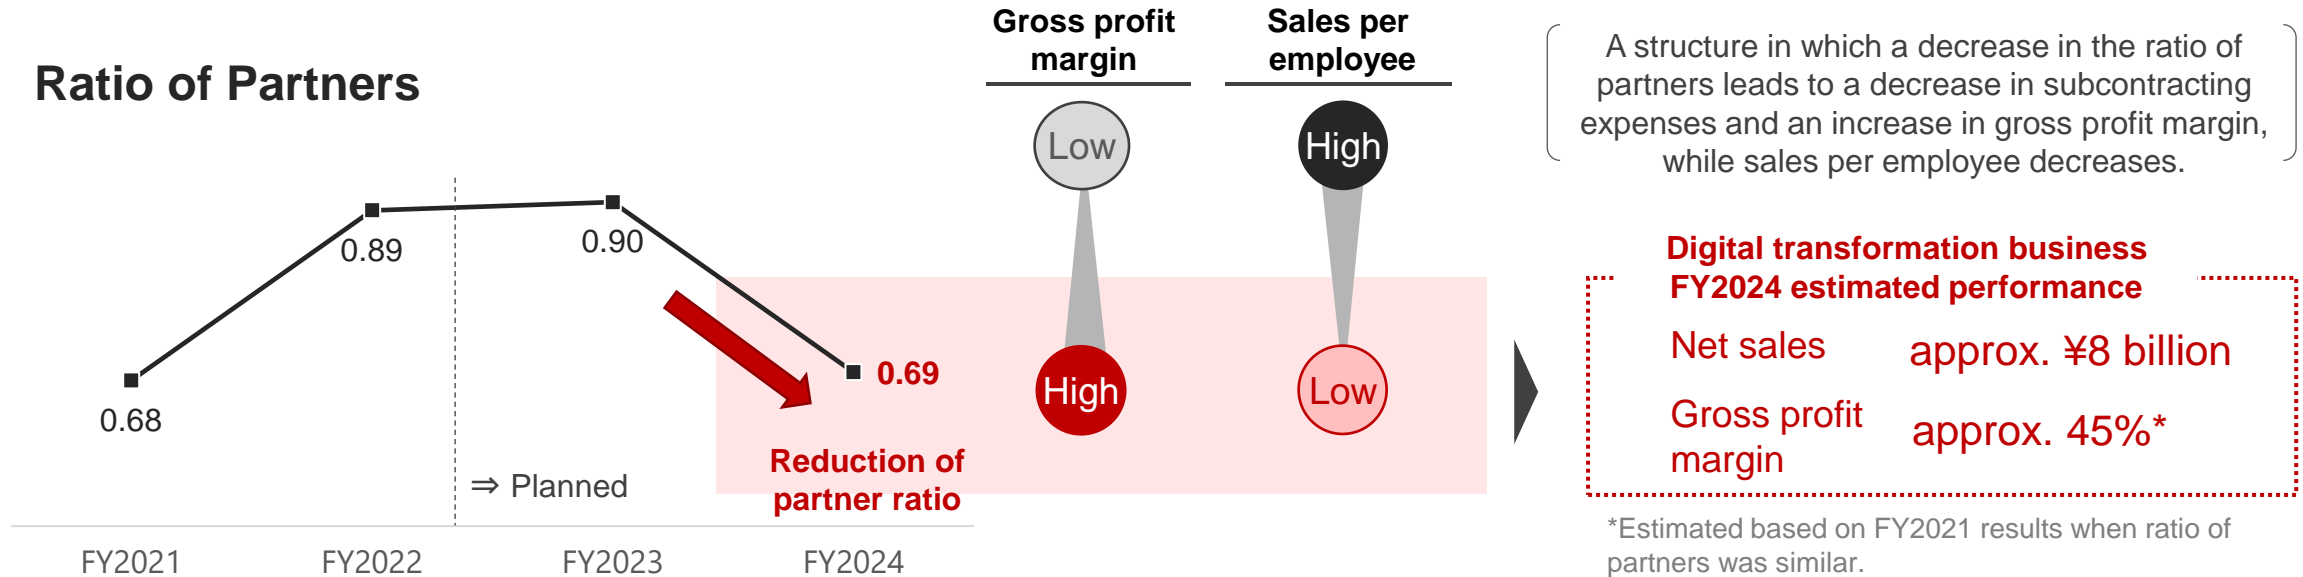 Ratio of Partners
0.68
0.89
0.90
0.69
⇒ Planned
Reduction of
partner ratio
FY2021
FY2022
FY2023
FY2024
Gross profit
margin
Low
High
Sales per
employee
High
Low
A structure in which a decrease in the ratio of
partners leads to a decrease in subcontracting
expenses and an increase in gross profit margin,
while sales per employee decreases.
Digital transformation business
FY2024 estimated performance
Net sales approx. ¥8 billion
Gross profit
margin approx. 45%*
*Estimated based on FY2021 results when ratio of
partners was similar.